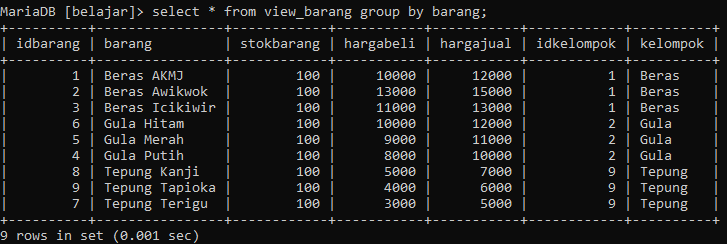 MariaDB [belajar]> select * from view_barang group by barang;
+----------+----------------+------------+-----------+-----------+------------+----------+
| idbarang | barang         | stokbarang | hargabeli | hargajual | idkelompok | kelompok |
+----------+----------------+------------+-----------+-----------+------------+----------+
|        1 | Beras AKMJ     |        100 |     10000 |     12000 |          1 | Beras    |
|        2 | Beras Awikwok  |        100 |     13000 |     15000 |          1 | Beras    |
|        3 | Beras Icikiwir |        100 |     11000 |     13000 |          1 | Beras    |
|        6 | Gula Hitam     |        100 |     10000 |     12000 |          2 | Gula     |
|        5 | Gula Merah     |        100 |      9000 |     11000 |          2 | Gula     |
|        4 | Gula Putih     |        100 |      8000 |     10000 |          2 | Gula     |
|        8 | Tepung Kanji   |        100 |      5000 |      7000 |          9 | Tepung   |
|        9 | Tepung Tapioka |        100 |      4000 |      6000 |          9 | Tepung   |
|        7 | Tepung Terigu  |        100 |      3000 |      5000 |          9 | Tepung   |
+----------+----------------+------------+-----------+-----------+------------+----------+
9 rows in set (0.001 sec)